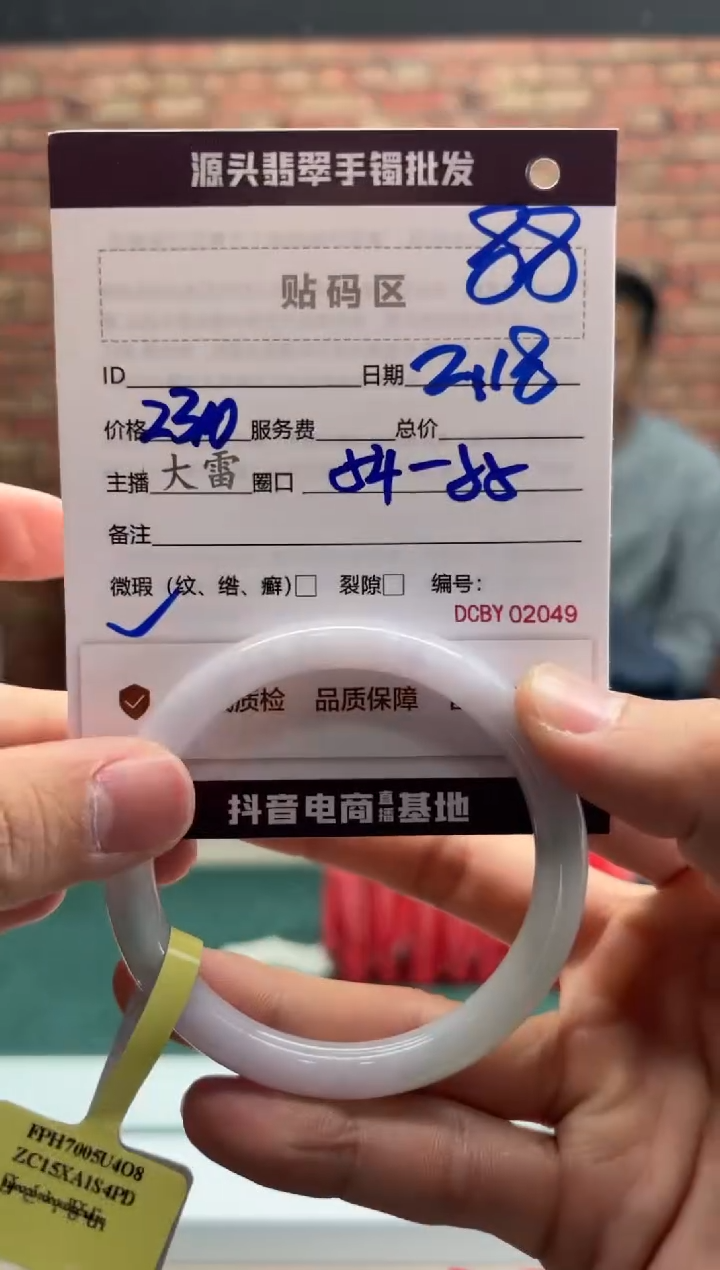 源头翡翠手镯批发
88
贴码区
ID 日期 2.18
价格 2310 服务费 总价
主播 大雷 圈口 54-55
备注
微瑕（纹、绺、癣）□ 裂隙□ 编号：
DCBY 02049
质检 品质保障
抖音电商直播基地
FPH7005U4O8
ZC15XA1S4PD